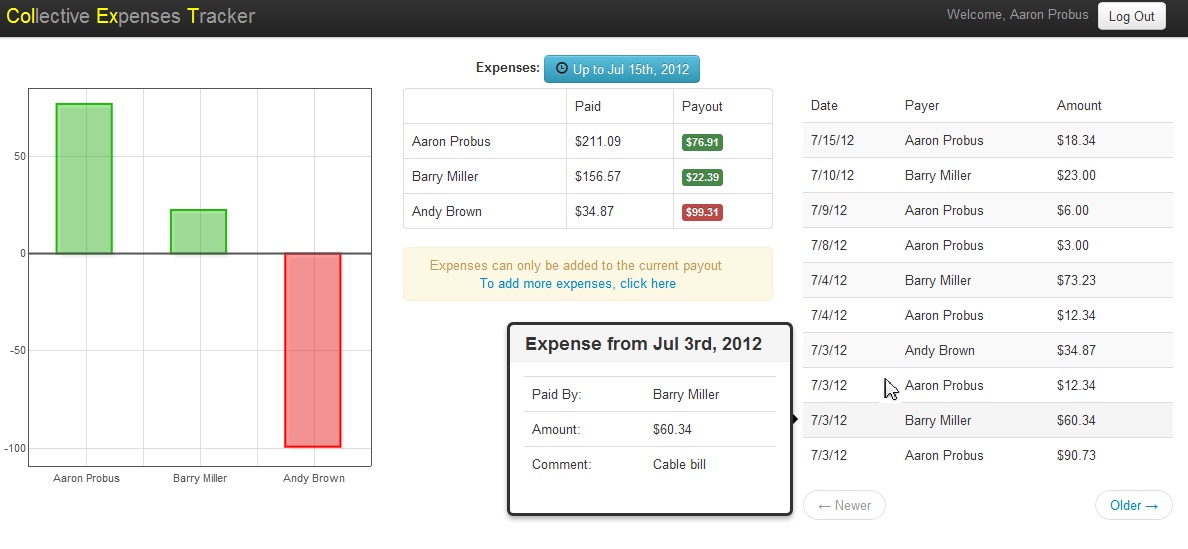 Collective Expenses Tracker
Welcome, Aaron Probus
Log Out
Expenses: Up to Jul 15th, 2012
50
0
-50
-100
Aaron Probus Barry Miller Andy Brown
Paid Payout
Aaron Probus $211.09 $76.91
Barry Miller $156.57 $22.39
Andy Brown $34.87 $99.31
Expenses can only be added to the current payout
To add more expenses, click here
Expense from Jul 3rd, 2012
Paid By: Barry Miller
Amount: $60.34
Comment: Cable bill
Date Payer Amount
7/15/12 Aaron Probus $18.34
7/10/12 Barry Miller $23.00
7/9/12 Aaron Probus $6.00
7/8/12 Aaron Probus $3.00
7/4/12 Barry Miller $73.23
7/4/12 Aaron Probus $12.34
7/3/12 Andy Brown $34.87
7/3/12 Aaron Probus $12.34
7/3/12 Barry Miller $60.34
7/3/12 Aaron Probus $90.73
← Newer
Older →